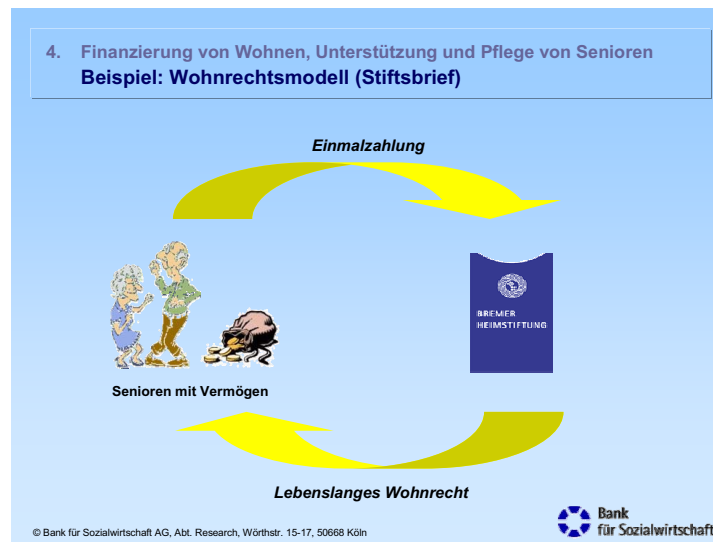 4. Finanzierung von Wohnen, Unterstützung und Pflege von Senioren
Beispiel: Wohnrechtsmodell (Stiftsbrief)
Einmalzahlung
BREMER
HEIMSTIFTUNG
Senioren mit Vermögen
Lebenslanges Wohnrecht
© Bank für Sozialwirtschaft AG, Abt. Research, Wörthstr. 15-17, 50668 Köln
Bank
für Sozialwirtschaft